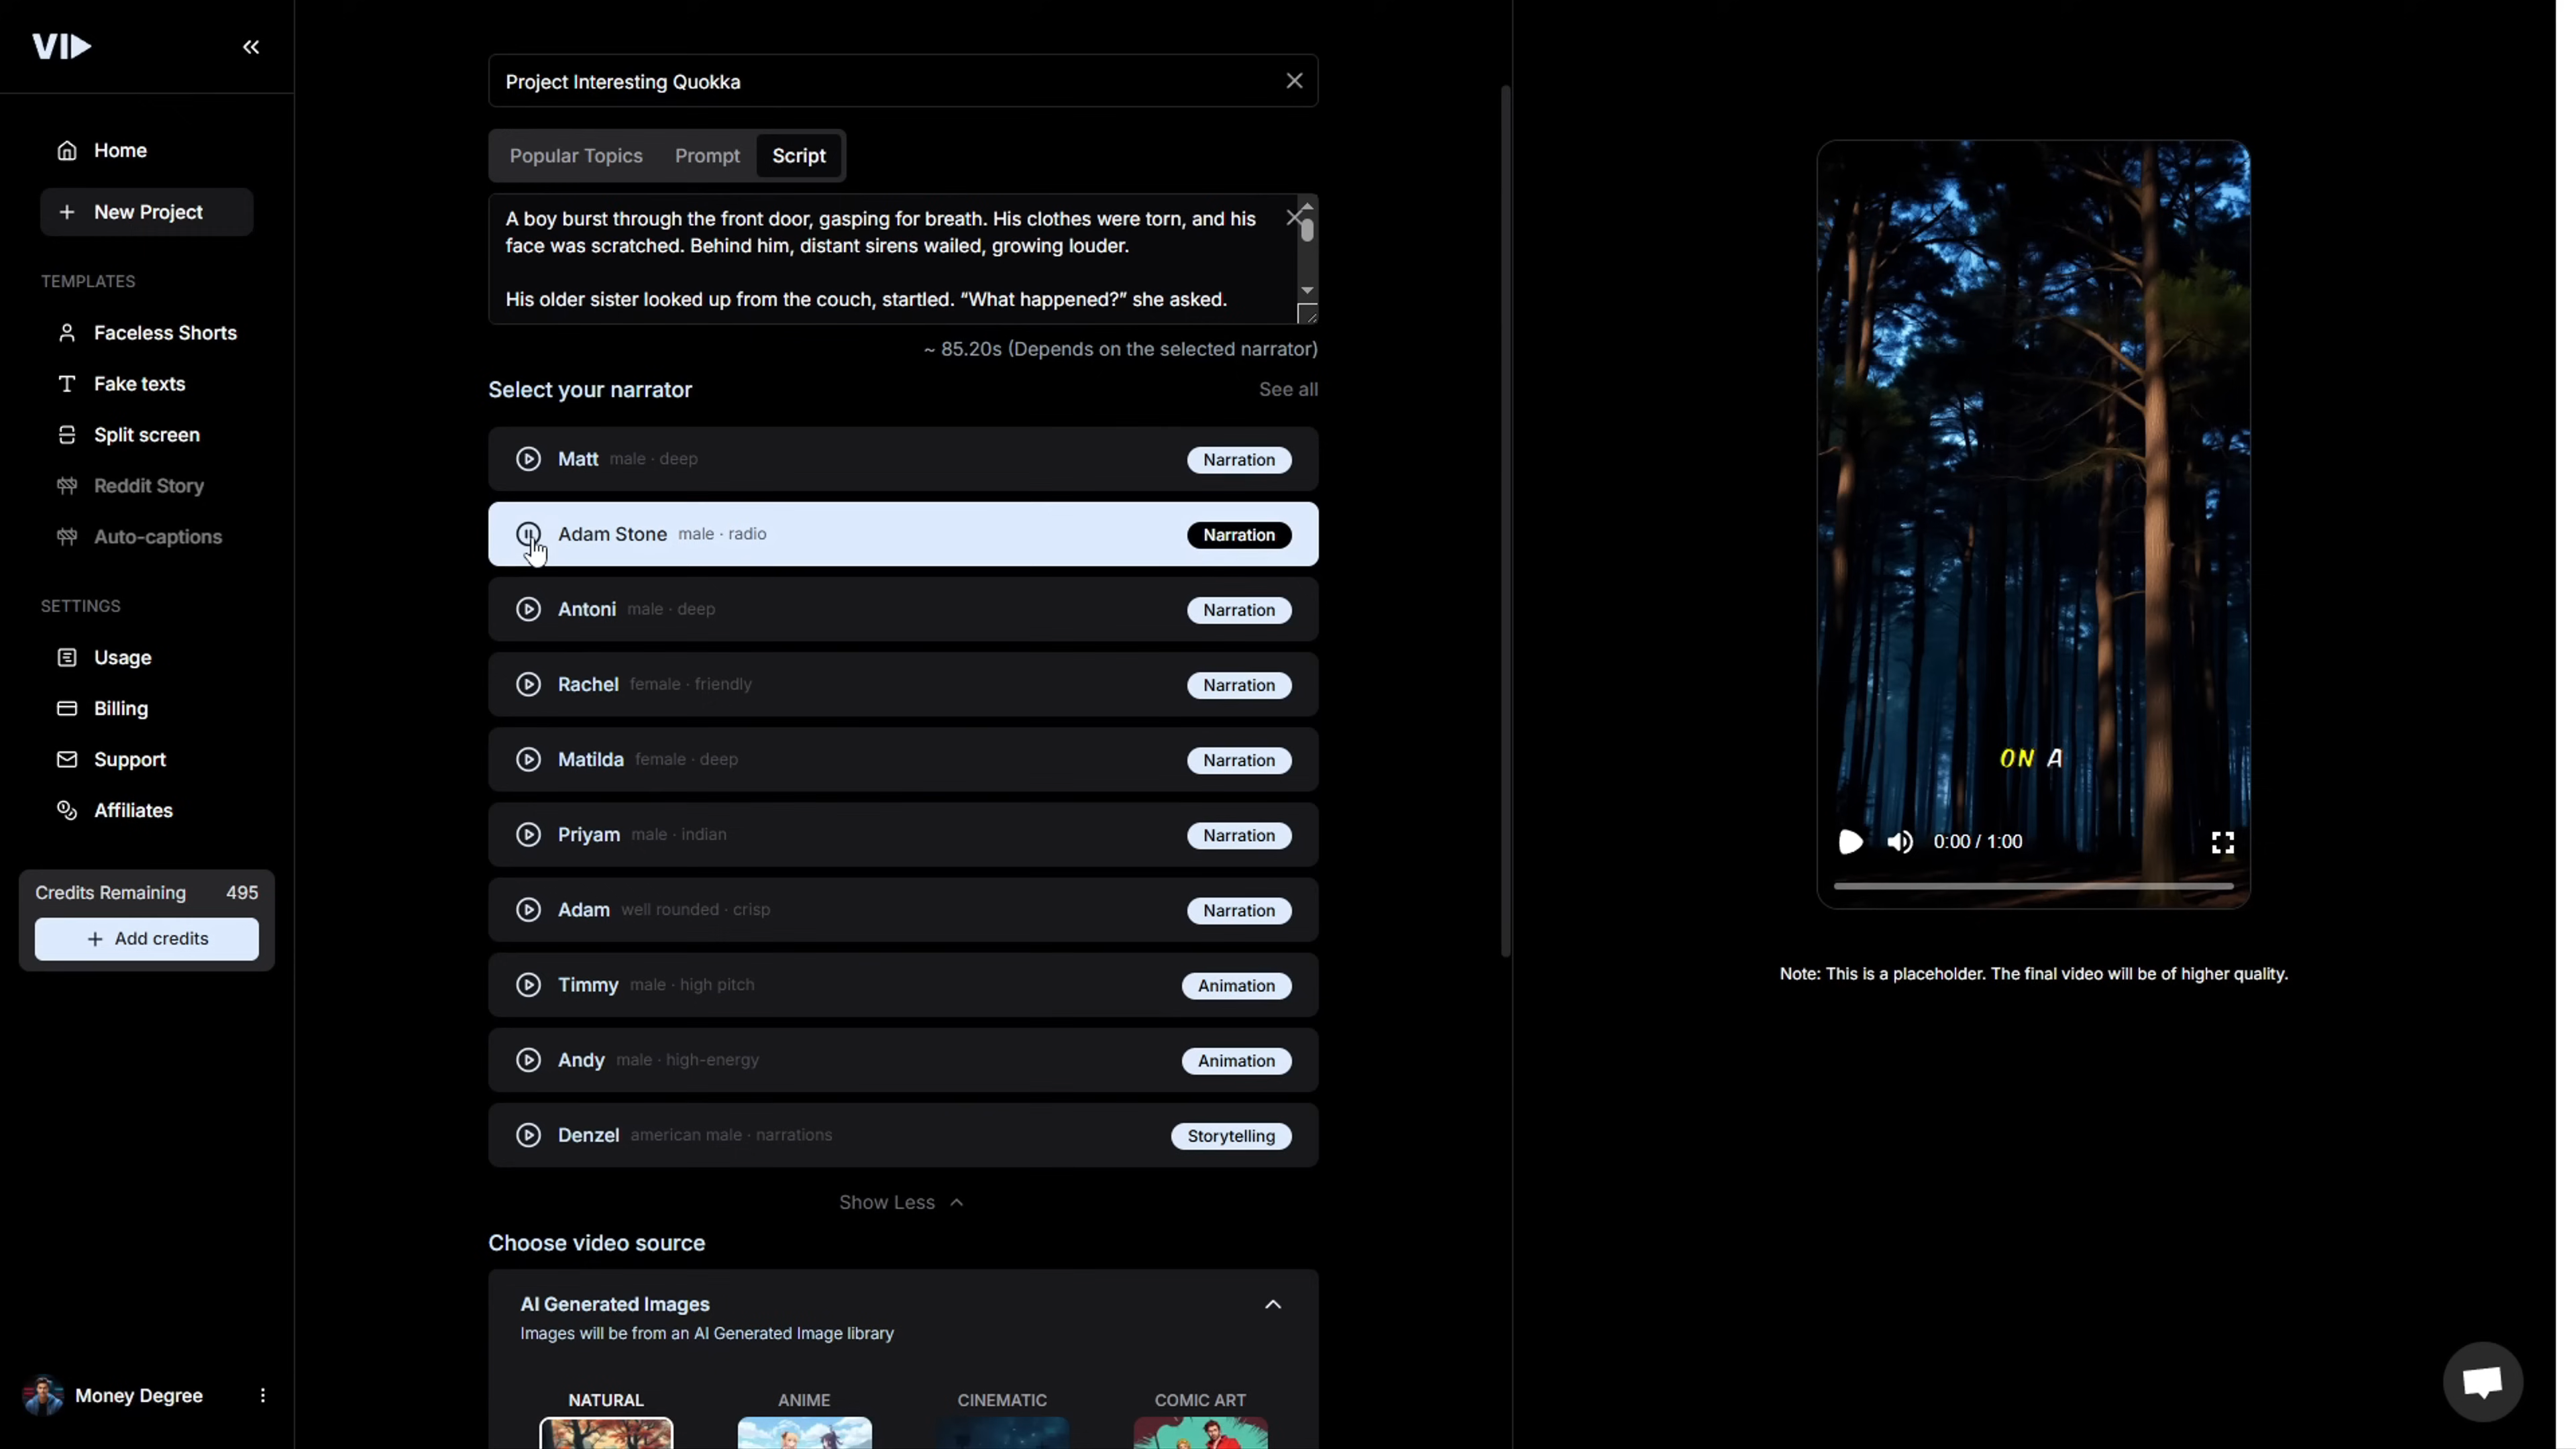 VID
Home
New Project
TEMPLATES
Faceless Shorts
Fake texts
Split screen
Reddit Story
Auto-captions
SETTINGS
Usage
Billing
Support
Affiliates
Credits Remaining 495
+ Add credits
Money Degree
Project Interesting Quokka
Popular Topics Prompt Script
A boy burst through the front door, gasping for breath. His clothes were torn, and his
face was scratched. Behind him, distant sirens wailed, growing louder.
His older sister looked up from the couch, startled. “What happened?” she asked.
~ 85.20s (Depends on the selected narrator)
Select your narrator See all
Matt male · deep Narration
Adam Stone male · radio Narration
Antoni male · deep Narration
Rachel female · friendly Narration
Matilda female · deep Narration
Priyam male · indian Narration
Adam well rounded · crisp Narration
Timmy male · high pitch Animation
Andy male · high-energy Animation
Denzel american male · narrations Storytelling
Show Less
Choose video source
AI Generated Images
Images will be from an AI Generated Image library
NATURAL ANIME CINEMATIC COMIC ART
ON A
0:00 / 1:00
Note: This is a placeholder. The final video will be of higher quality.